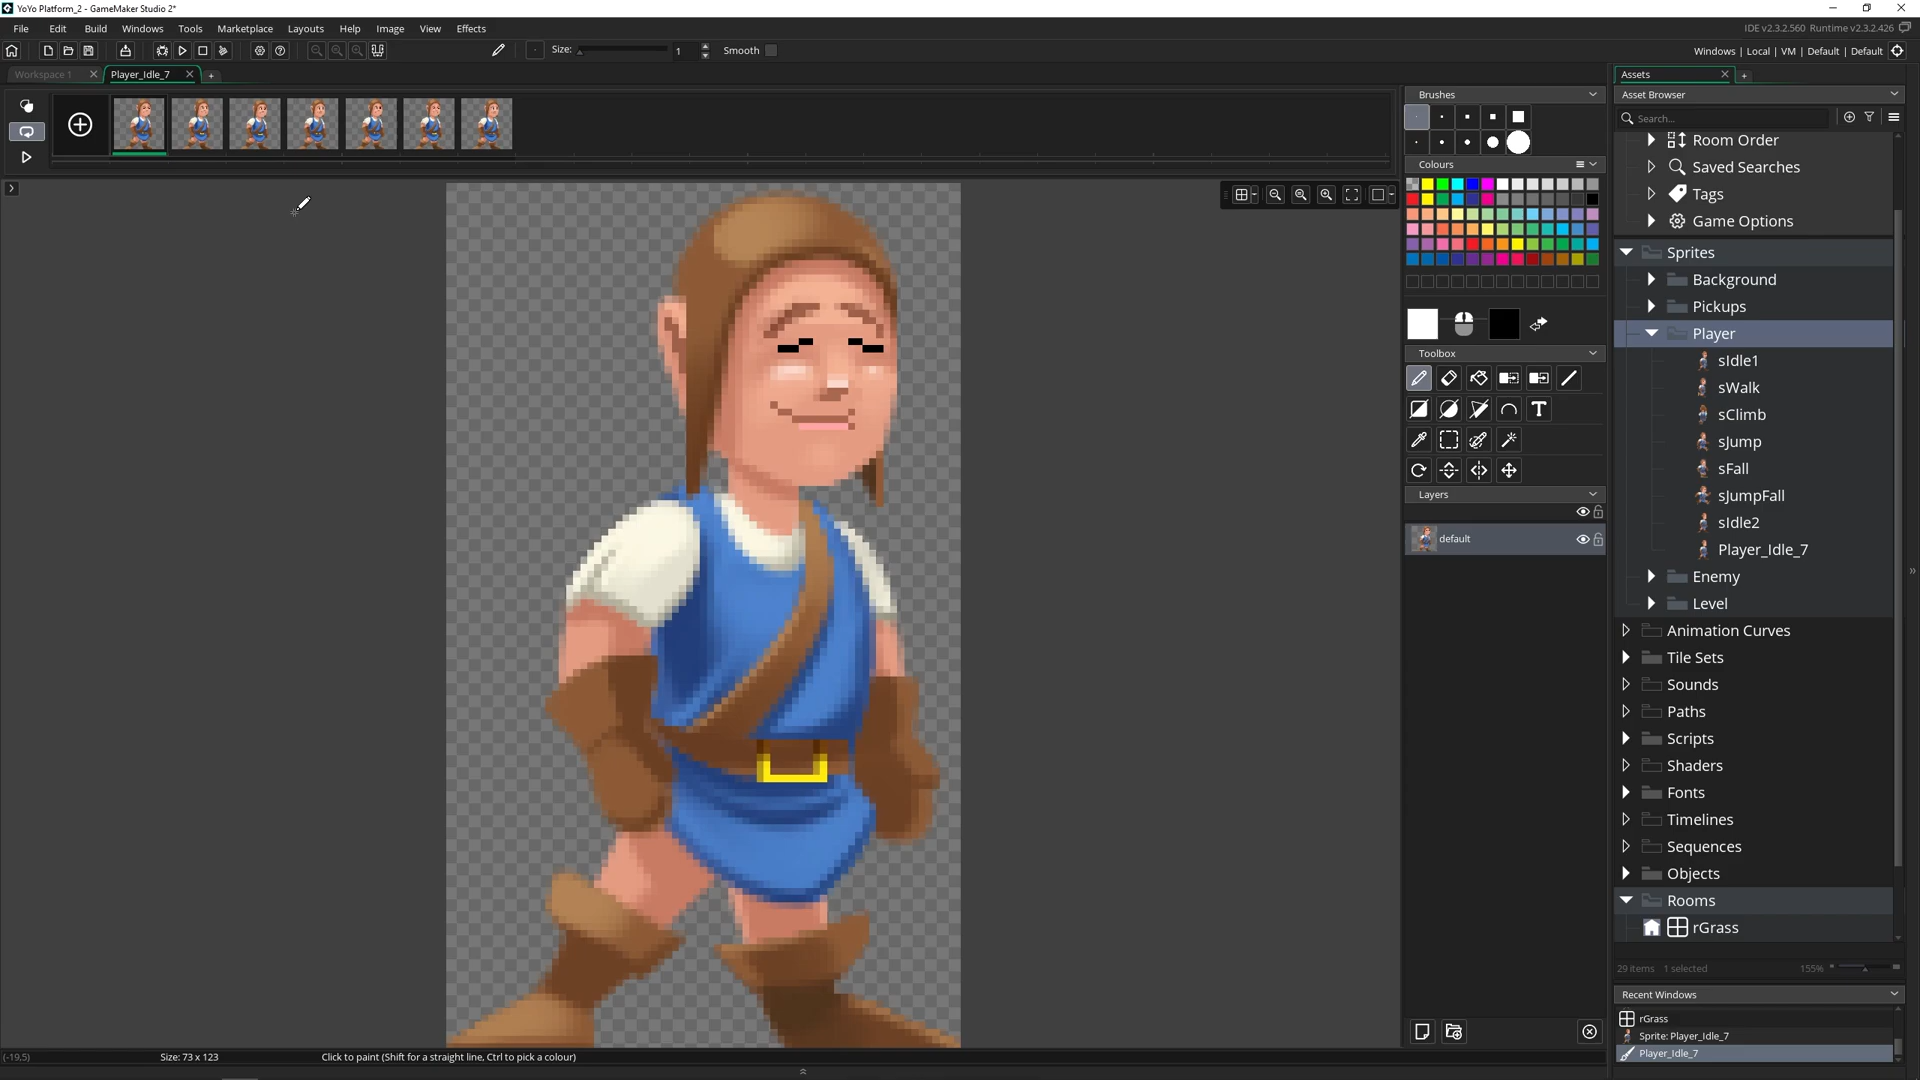 YoYo Platform_2 - GameMaker Studio 2*
File Edit Build Windows Tools Marketplace Layouts Help Image View Effects
IDE v2.3.2.560 Runtime v2.3.2.426
Size: 1 Smooth
Windows | Local | VM | Default | Default
Workspace 1 Player_Idle_7
Brushes
Colours
Toolbox
T
Layers
default
Assets
Asset Browser
Search...
Room Order
Saved Searches
Tags
Game Options
Sprites
Background
Pickups
Player
sIdle1
sWalk
sClimb
sJump
sFall
sJumpFall
sIdle2
Player_Idle_7
Enemy
Level
Animation Curves
Tile Sets
Sounds
Paths
Scripts
Shaders
Fonts
Timelines
Sequences
Objects
Rooms
rGrass
29 items 1 selected 155%
Recent Windows
rGrass
Sprite: Player_Idle_7
Player_Idle_7
(-19,5) Size: 73 x 123 Click to paint (Shift for a straight line, Ctrl to pick a colour)